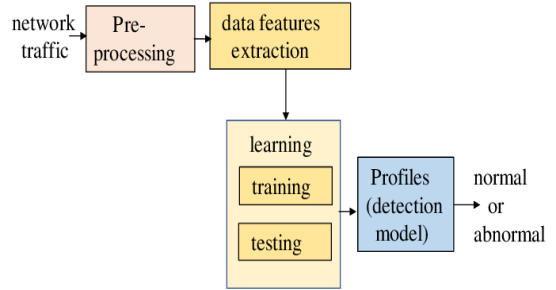 network
traffic
Pre-
processing
data features
extraction
learning
training
testing
Profiles
(detection
model)
normal
or
abnormal